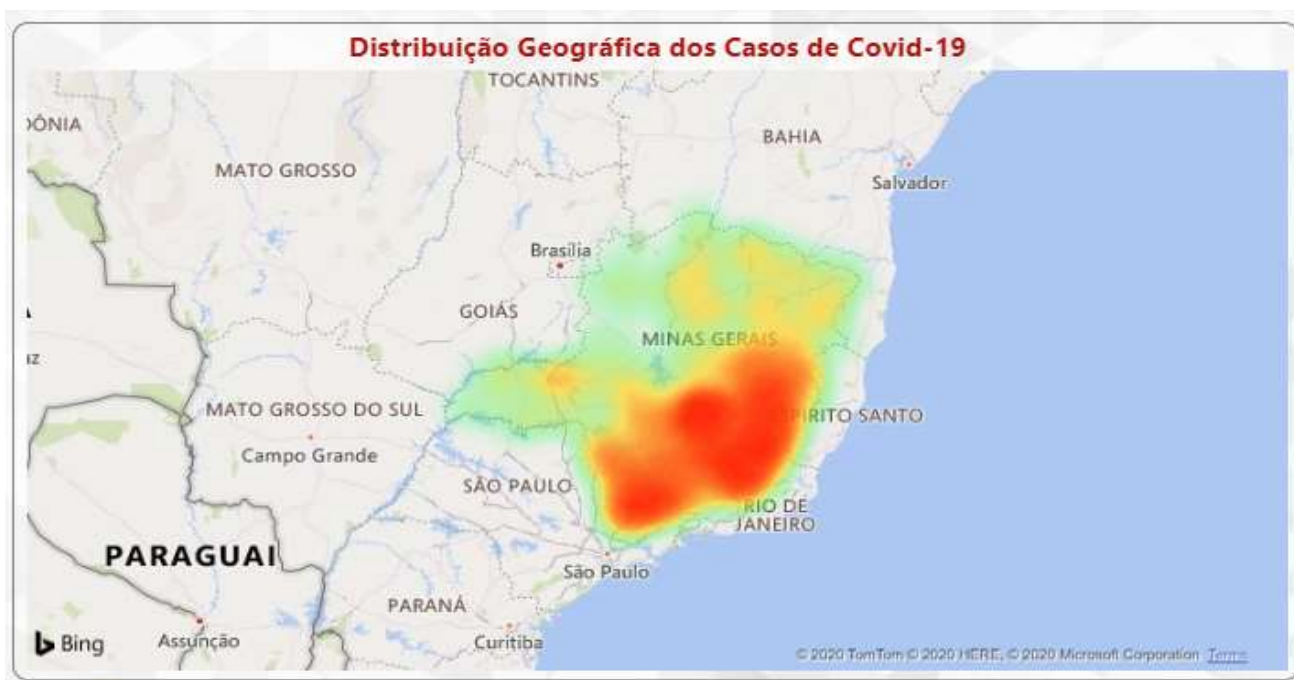 Distribuição Geográfica dos Casos de Covid-19
TOCANTINS
DÔNIA
BAHIA
MATO GROSSO
Salvador
Brasília
GOIÁS
MINAS GERAIS
uz
MATO GROSSO DO SUL
PIRITO SANTO
Campo Grande
SÃO PAULO
RIO DE
JANEIRO
PARAGUAI
São Paulo
PARANÁ
Bing
Assunção
Curitiba
© 2020 TomTom © 2020 HERE, © 2020 Microsoft Corporation Terms